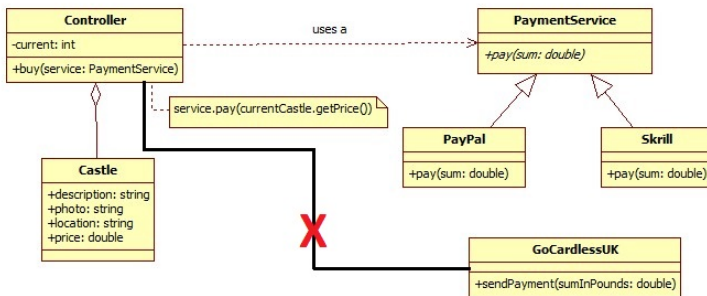 Controller
-current: int
+buy(service: PaymentService)
uses a
PaymentService
+pay(sum: double)
service.pay(currentCastle.getPrice())
PayPal
+pay(sum: double)
Skrill
+pay(sum: double)
Castle
+description: string
+photo: string
+location: string
+price: double
X
GoCardlessUK
+sendPayment(sumInPounds: double)